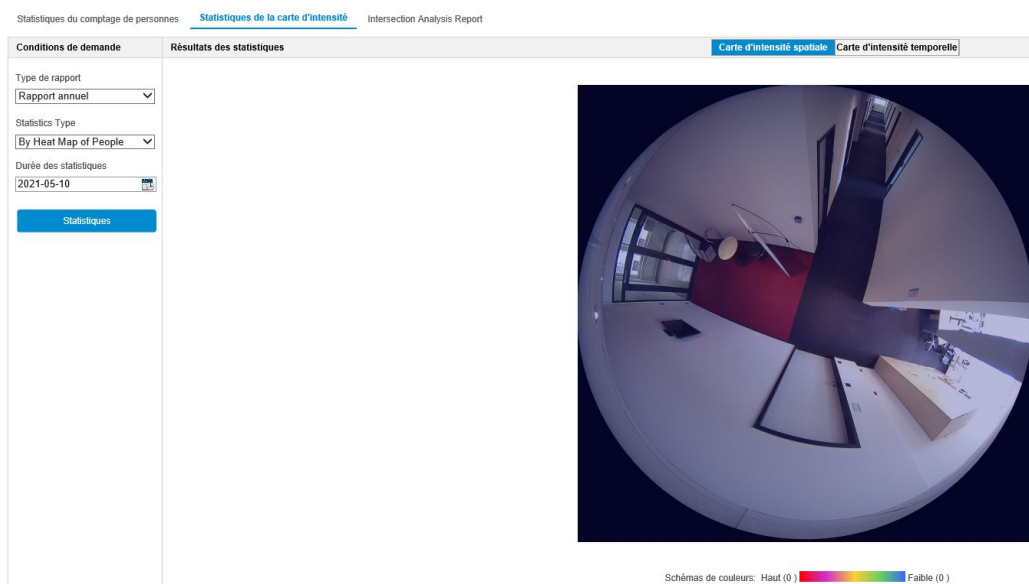 Statistiques du comptage de personnes
Statistiques de la carte d'intensité
Intersection Analysis Report
Conditions de demande
Résultats des statistiques
Carte d'intensité spatiale
Carte d'intensité temporelle
Type de rapport
Rapport annuel
Statistics Type
By Heat Map of People
Durée des statistiques
2021-05-10
Statistiques
Schémas de couleurs: Haut (0 ) Faible (0 )